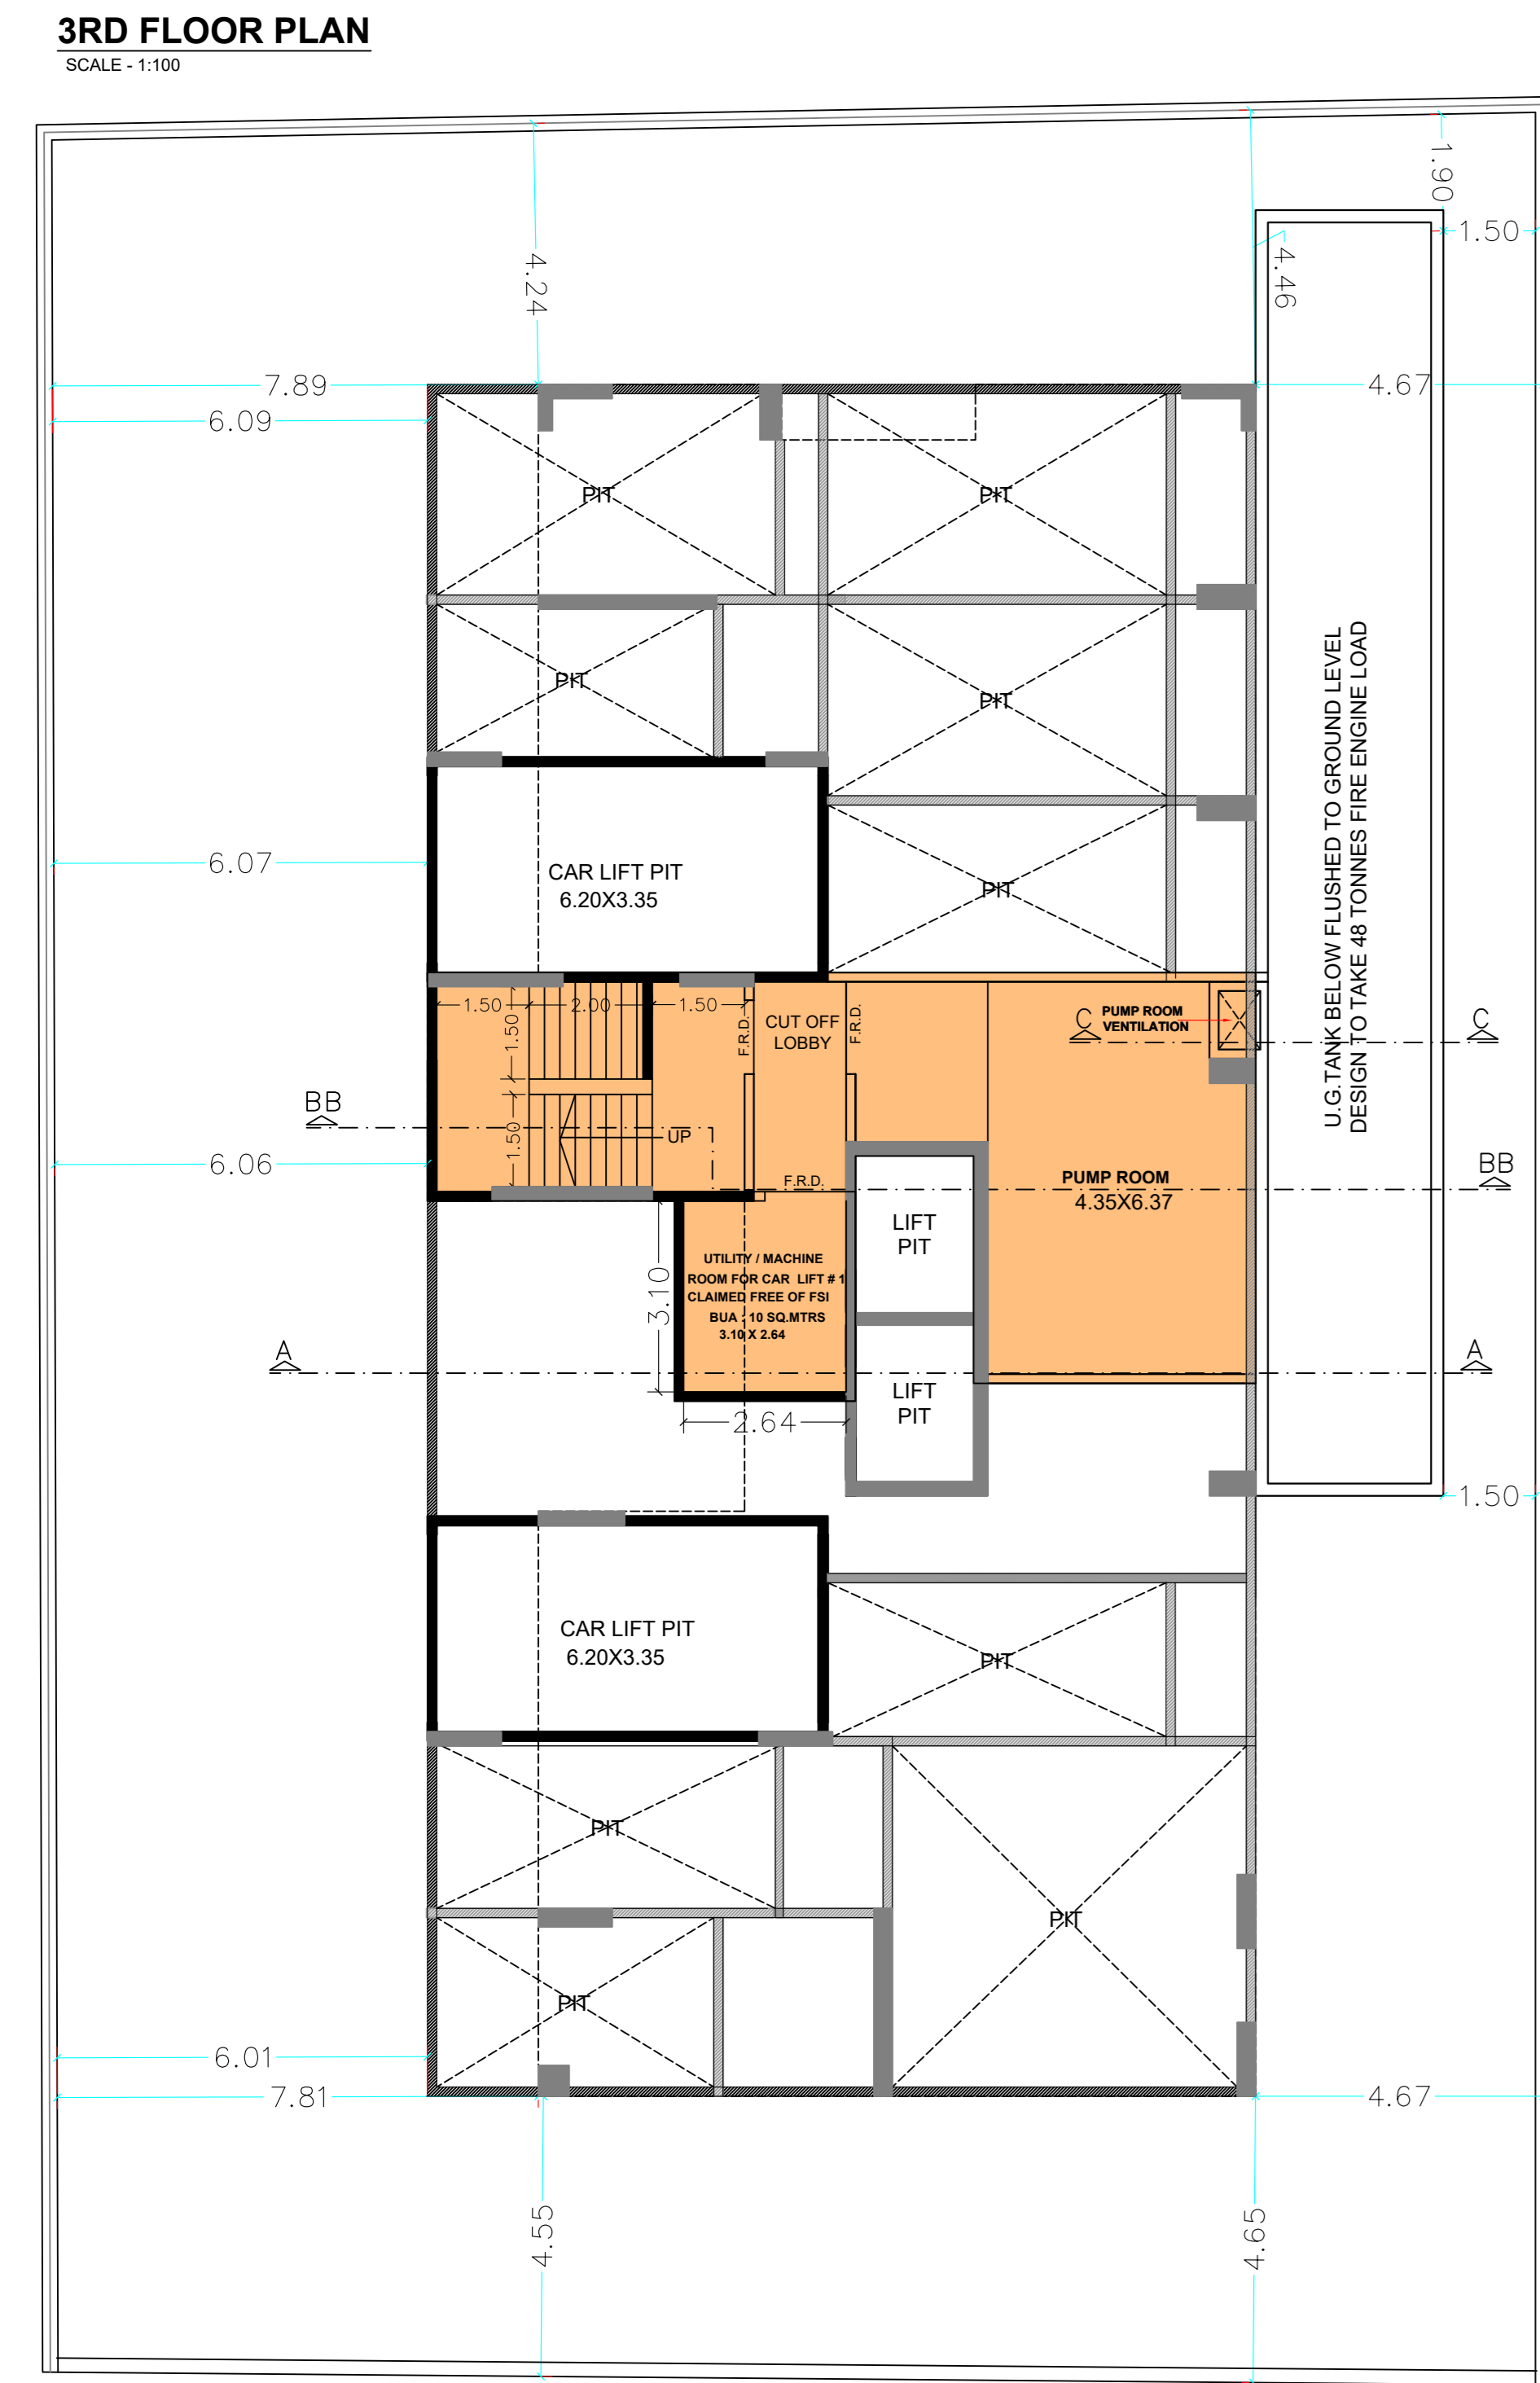 3RD FLOOR PLAN
SCALE - 1:100
1.90
1.50
4.24
4.46
7.89
4.67
6.09
PIT
PIT
PIT
PIT
U.G.TANK BELOW FLUSHED TO GROUND LEVEL
DESIGN TO TAKE 48 TONNES FIRE ENGINE LOAD
6.07
CAR LIFT PIT
6.20X3.35
PIT
1.50
2.00
1.50
1.50
F.R.D.
CUT OFF
LOBBY
F.R.D.
C
PUMP ROOM
VENTILATION
C
BB
1.50
UP
6.06
F.R.D.
PUMP ROOM
4.35X6.37
BB
LIFT
PIT
UTILITY / MACHINE
ROOM FOR CAR LIFT # 1
CLAIMED FREE OF FSI
BUA : 10 SQ.MTRS
3.10 X 2.64
3.10
A
A
LIFT
PIT
2.64
1.50
CAR LIFT PIT
6.20X3.35
PIT
PIT
PIT
PIT
6.01
7.81
4.67
4.55
4.65